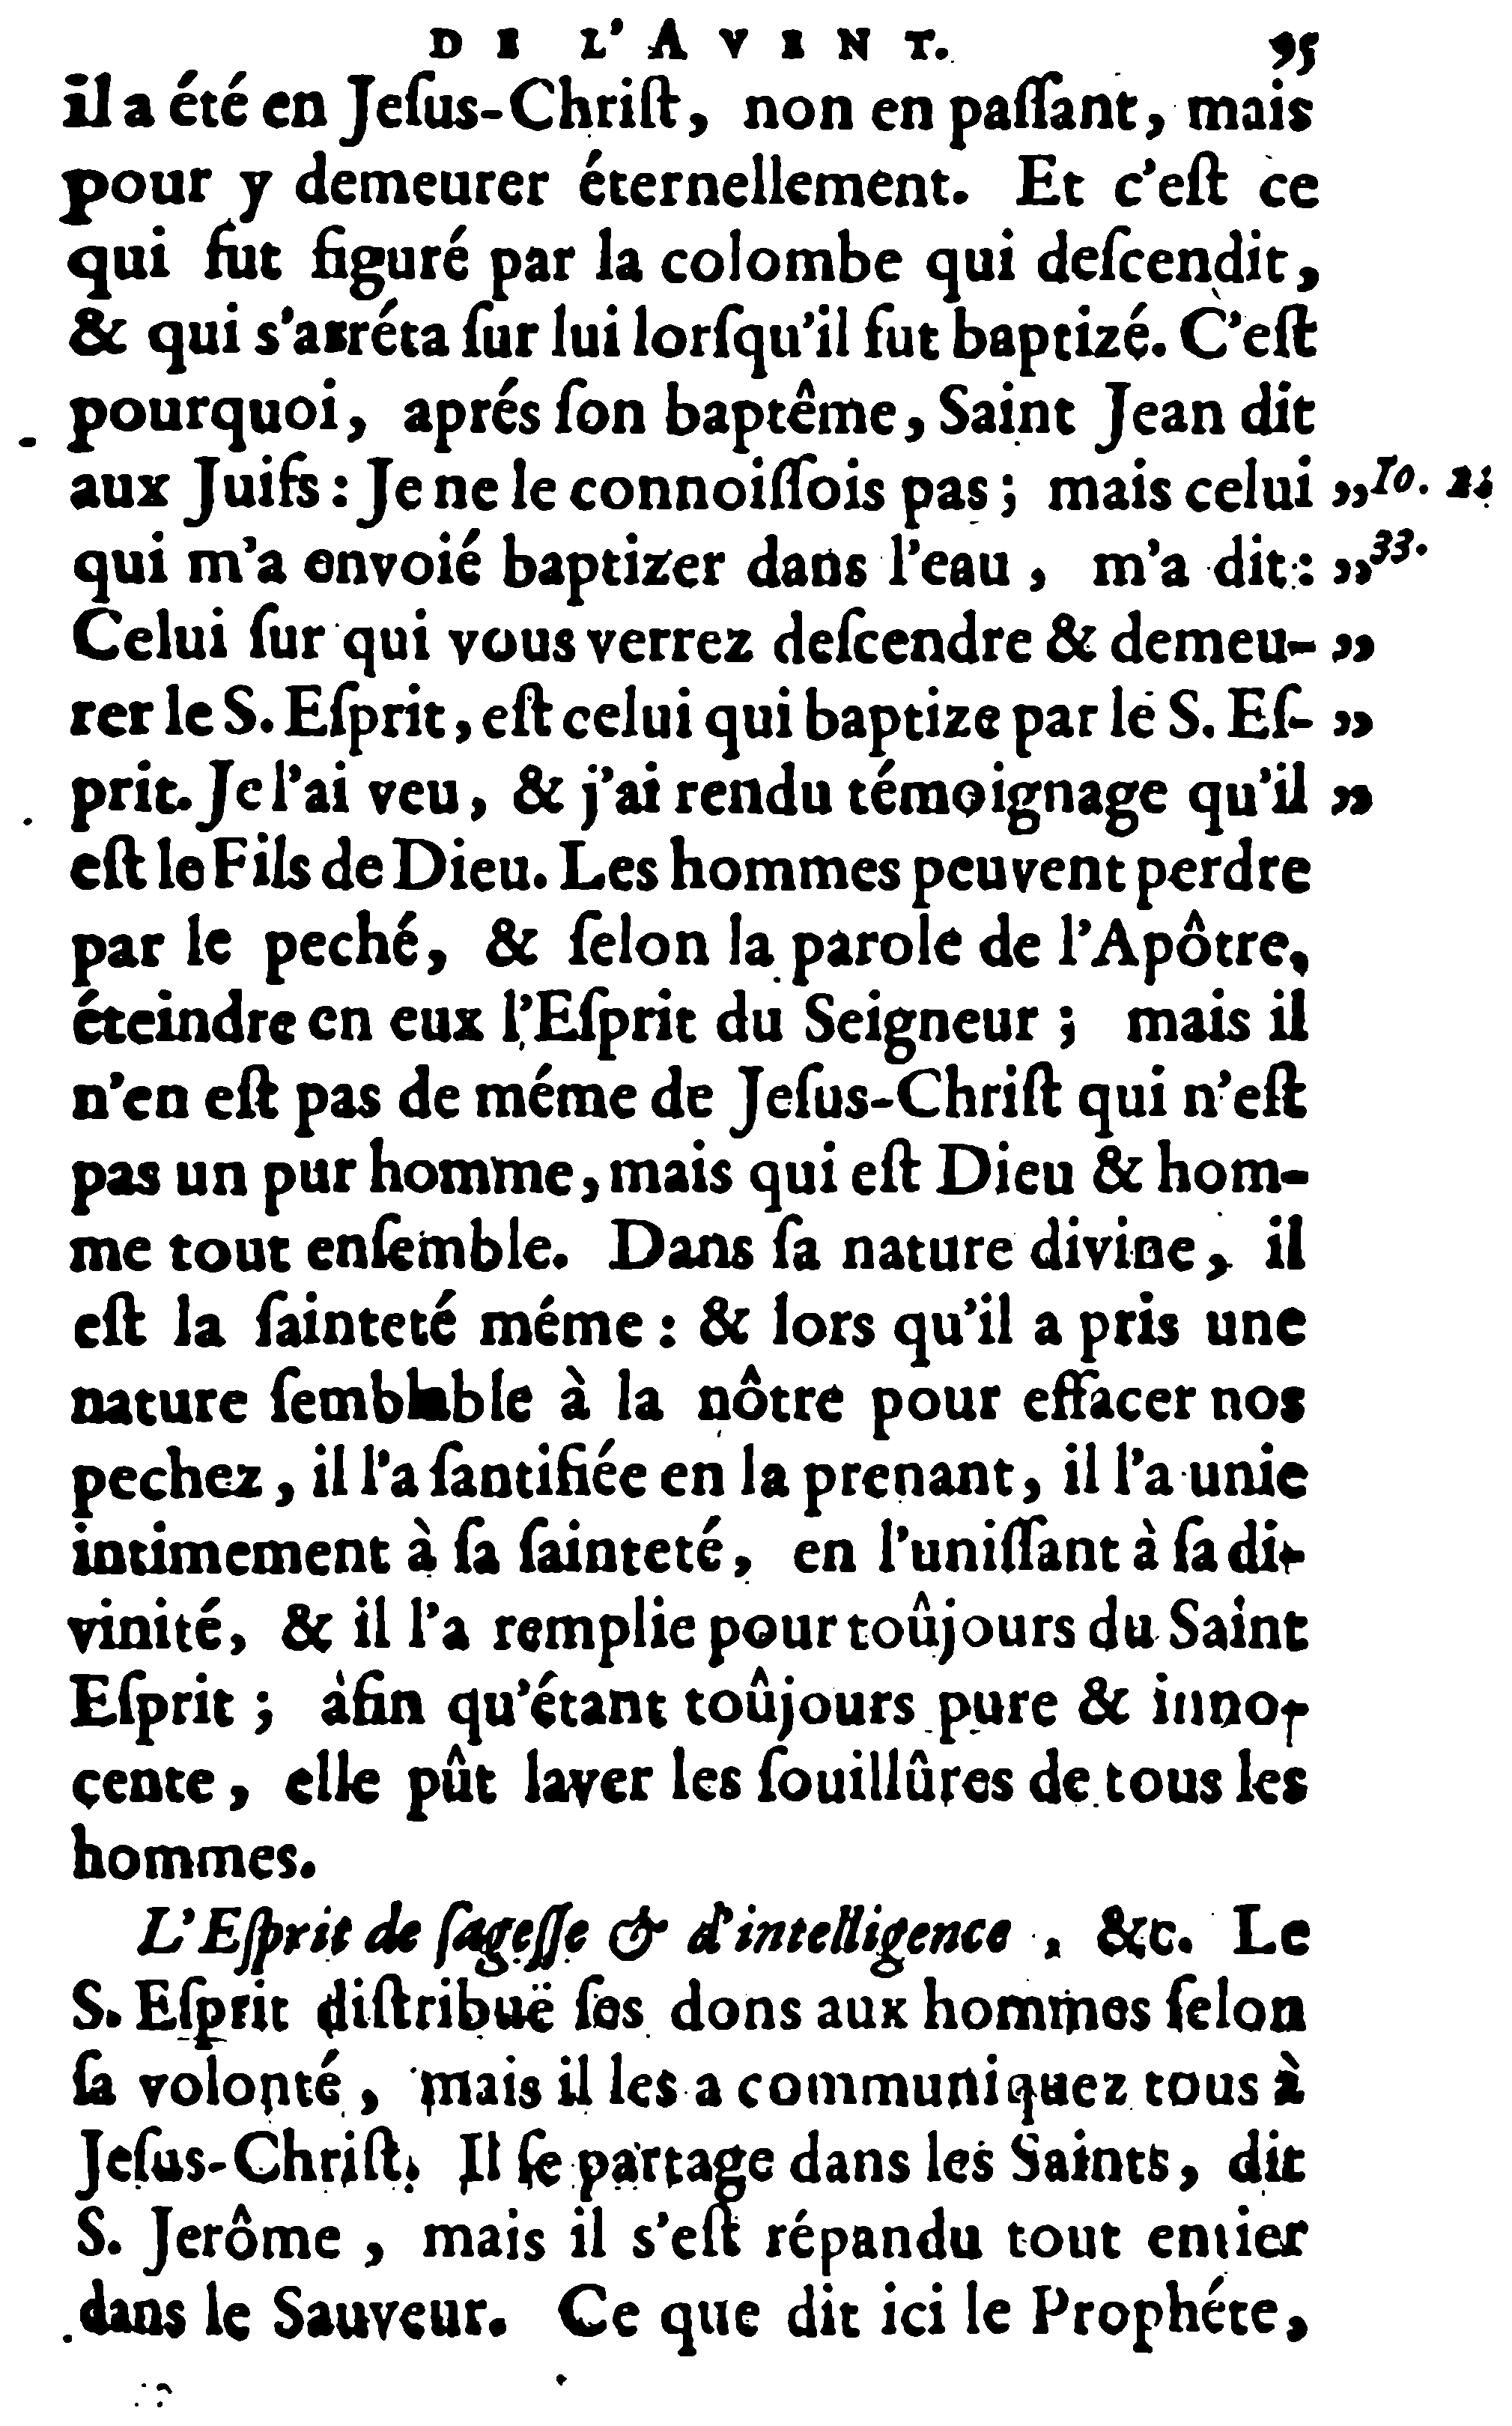 DE L'AVENT. 95
il a été en Jeſus-Chriſt, non en paſſant, mais
pour y demeurer éternellement. Et c'eſt ce
qui fut figuré par la colombe qui deſcendit,
& qui s'arréta ſur lui lorſqu'il fut baptizé. C'eſt
pourquoi, aprés ſon baptême, Saint Jean dit
aux Juifs : Je ne le connoiſſois pas ; mais celui ,, Io.
qui m'a envoié baptizer dans l'eau, m'a dit : ,, 33.
Celui ſur qui vous verrez deſcendre & demeu- ,,
rer le S. Eſprit, eſt celui qui baptize par le S. Eſ- ,,
prit. Je l'ai veu, & j'ai rendu témoignage qu'il ,,
eſt le Fils de Dieu. Les hommes peuvent perdre
par le peché, & ſelon la parole de l'Apôtre,
éteindre en eux l'Eſprit du Seigneur ; mais il
n'en eſt pas de méme de Jeſus-Chriſt qui n'eſt
pas un pur homme, mais qui eſt Dieu & hom-
me tout enſemble. Dans ſa nature divine, il
eſt la ſainteté méme : & lors qu'il a pris une
nature ſemblable à la nôtre pour effacer nos
pechez, il l'a ſantifiée en la prenant, il l'a unie
intimement à ſa ſainteté, en l'uniſſant à ſa di-
vinité, & il l'a remplie pour toûjours du Saint
Eſprit ; afin qu'étant toûjours pure & inno-
cente, elle pût laver les ſouillûres de tous les
hommes.
L'Eſprit de ſageſſe & d'intelligence, &c. Le
S. Eſprit diſtribuë ſes dons aux hommes ſelon
ſa volonté, mais il les a communiquez tous à
Jeſus-Chriſt. Il ſe partage dans les Saints, dit
S. Jerôme, mais il s'eſt répandu tout entier
dans le Sauveur. Ce que dit ici le Prophéte,